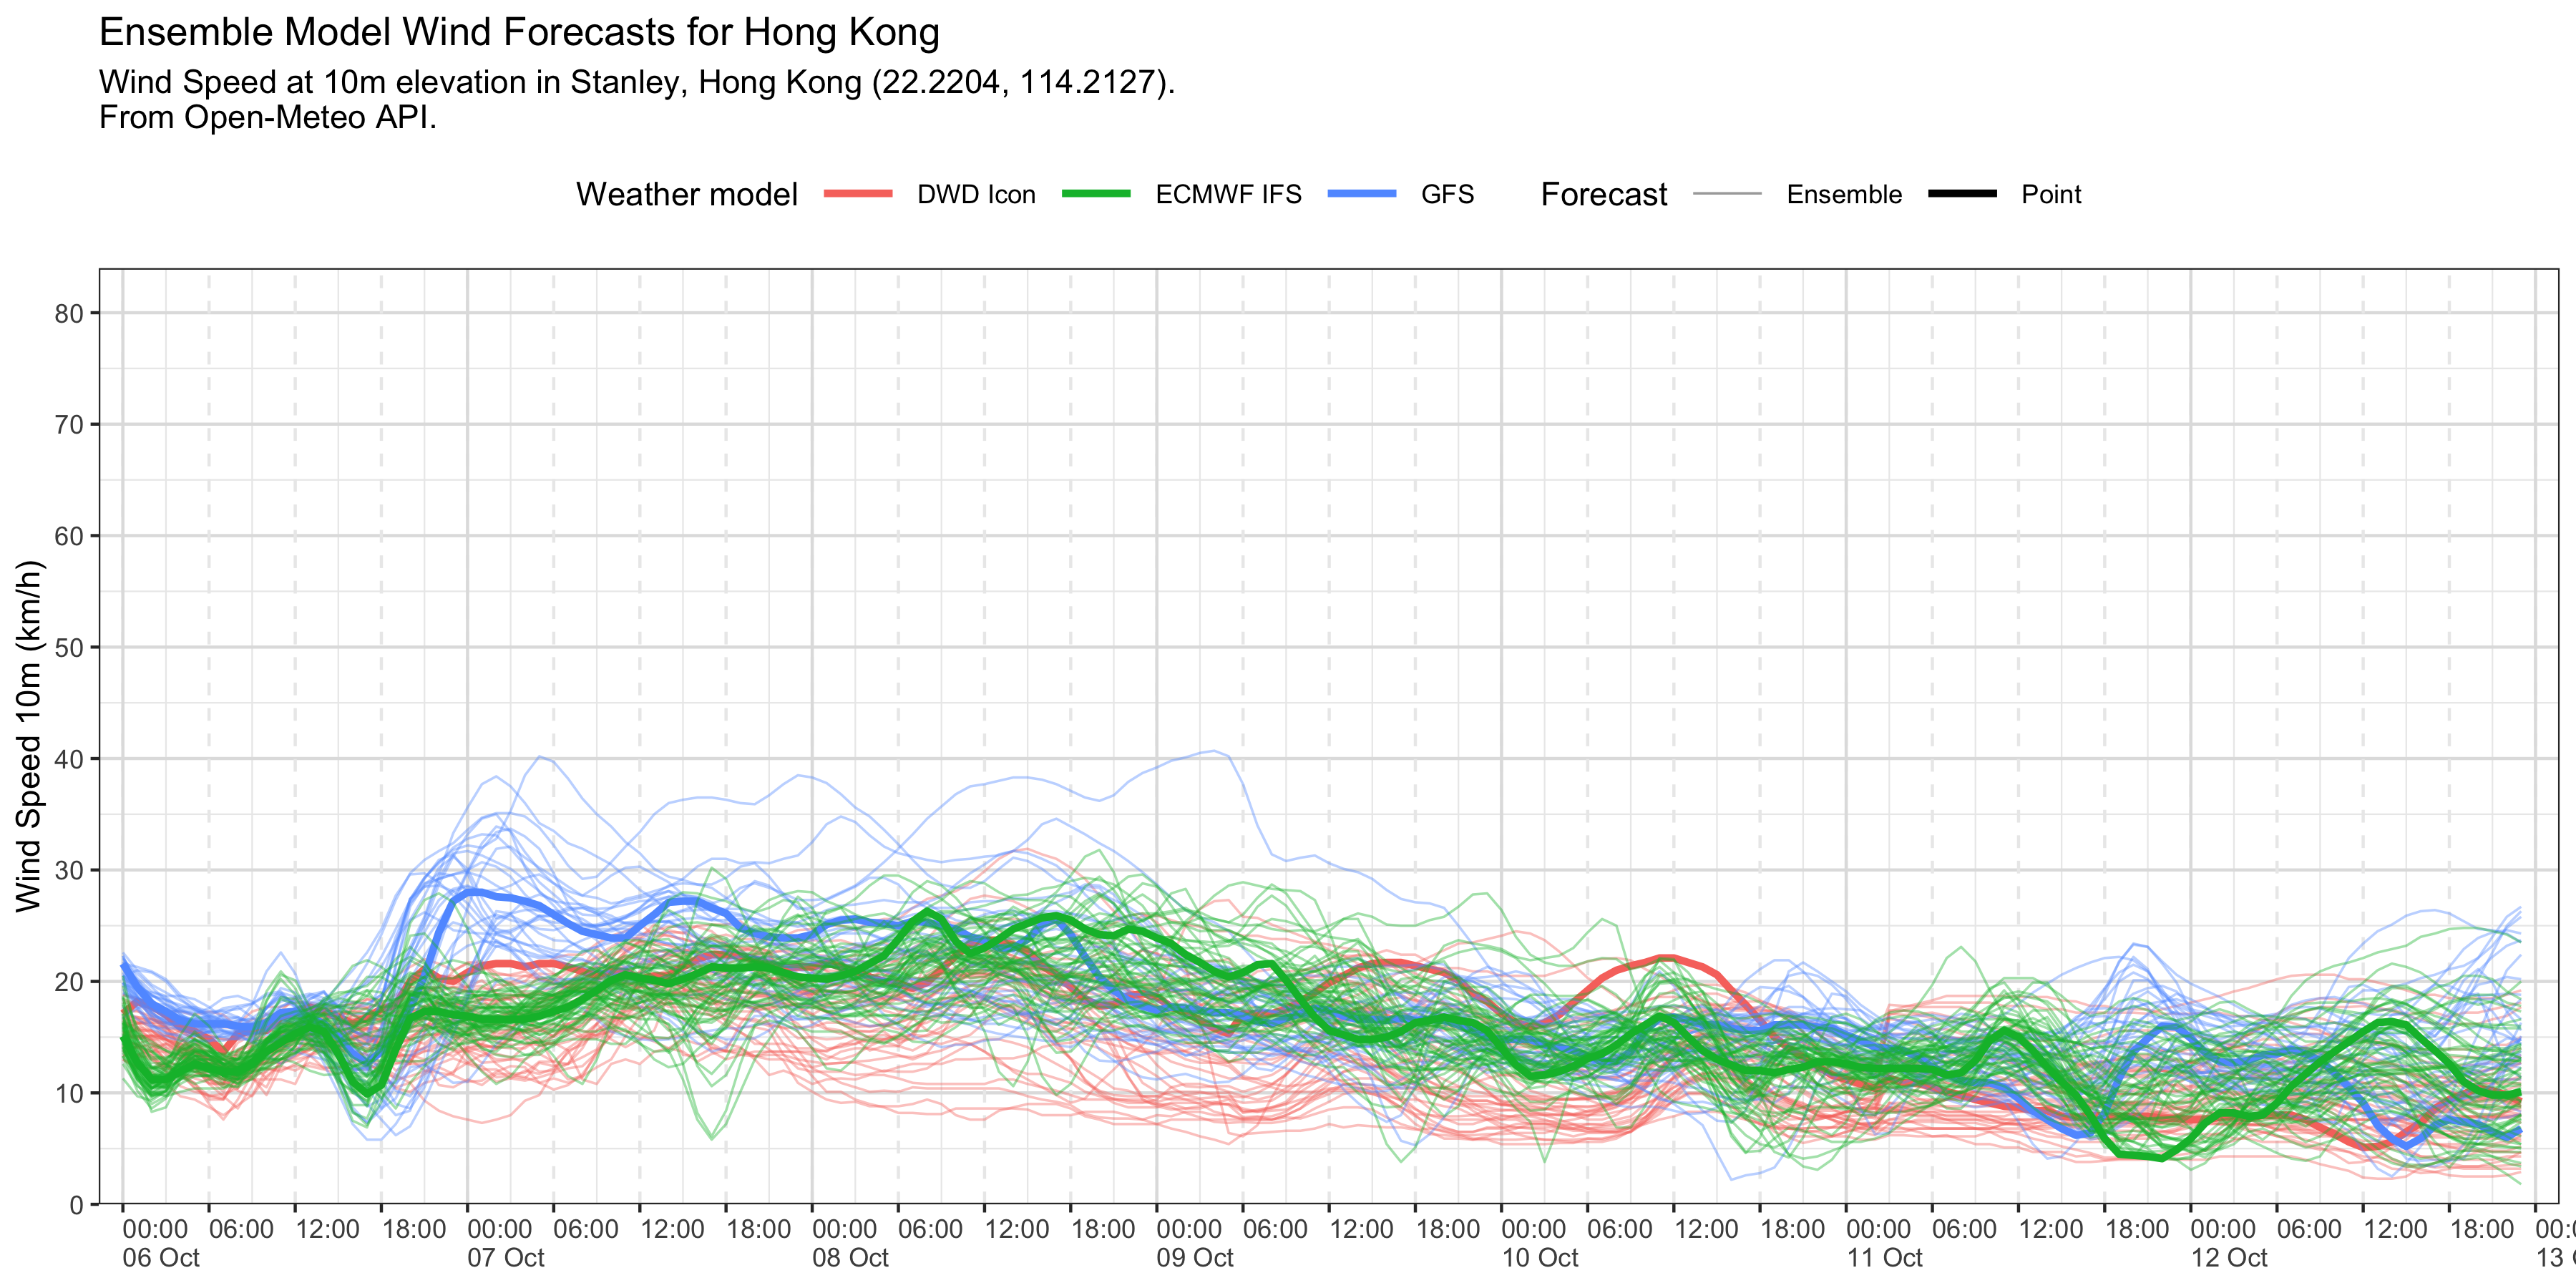 Ensemble Model Wind Forecasts for Hong Kong
Wind Speed at 10m elevation in Stanley, Hong Kong (22.2204, 114.2127).
From Open-Meteo API.
Weather model DWD Icon ECMWF IFS GFS Forecast Ensemble Point
Wind Speed 10m (km/h)
80
70
60
50
40
30
20
10
0
00:00 06:00 12:00 18:00 00:00 06:00 12:00 18:00 00:00 06:00 12:00 18:00 00:00 06:00 12:00 18:00 00:00 06:00 12:00 18:00 00:00 06:00 12:00 18:00 00:00 06:00 12:00 18:00
06 Oct 07 Oct 08 Oct 09 Oct 10 Oct 11 Oct 12 Oct 13